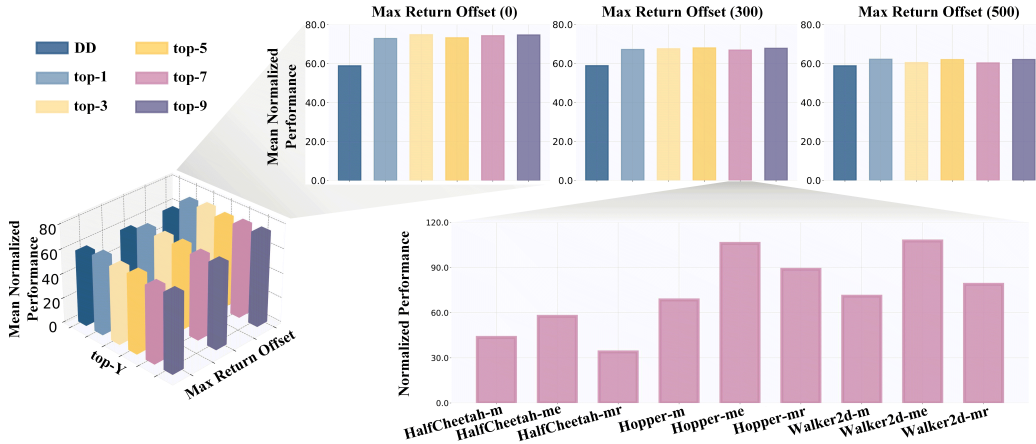 DD
top-1
top-3
top-5
top-7
top-9
Max Return Offset (0)
Mean Normalized
Performance
80.0
60.0
40.0
20.0
0.0
Max Return Offset (300)
80.0
60.0
40.0
20.0
0.0
Max Return Offset (500)
80.0
60.0
40.0
20.0
0.0
Mean Normalized
Performance
80
60
40
20
0
top-Y
Max Return Offset
Normalized Performance
120.0
90.0
60.0
30.0
0.0
HalfCheetah-m
HalfCheetah-me
HalfCheetah-mr
Hopper-m
Hopper-me
Hopper-mr
Walker2d-m
Walker2d-me
Walker2d-mr